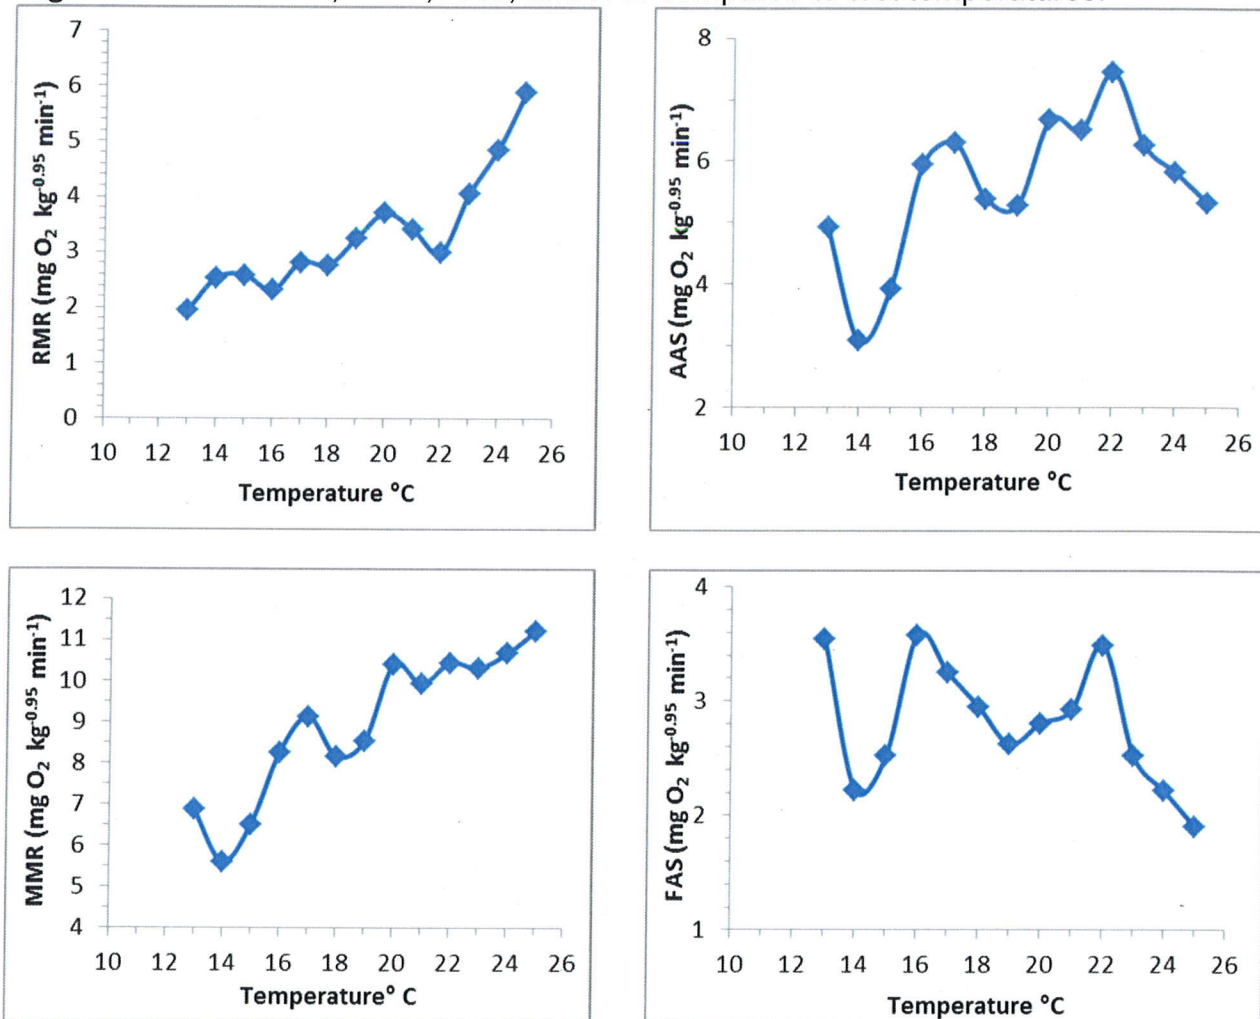 temperatures.
7
6
5
4
3
2
1
0
RMR (mg O₂ kg⁻⁰·⁹⁵ min⁻¹)
10 12 14 16 18 20 22 24 26
Temperature °C
8
6
4
2
AAS (mg O₂ kg⁻⁰·⁹⁵ min⁻¹)
10 12 14 16 18 20 22 24 26
Temperature °C
12
11
10
9
8
7
6
5
4
MMR (mg O₂ kg⁻⁰·⁹⁵ min⁻¹)
10 12 14 16 18 20 22 24 26
Temperature° C
4
3
2
1
FAS (mg O₂ kg⁻⁰·⁹⁵ min⁻¹)
10 12 14 16 18 20 22 24 26
Temperature °C